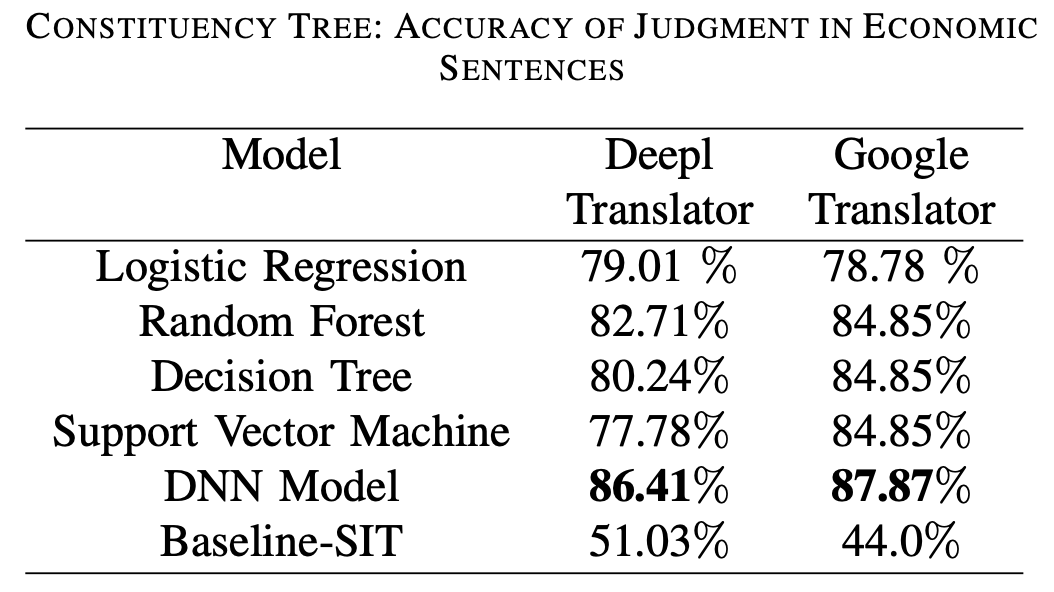 CONSTITUENCY TREE: ACCURACY OF JUDGMENT IN ECONOMIC
SENTENCES
Model Deepl Google
Translator Translator
Logistic Regression 79.01 % 78.78 %
Random Forest 82.71% 84.85%
Decision Tree 80.24% 84.85%
Support Vector Machine 77.78% 84.85%
DNN Model 86.41% 87.87%
Baseline-SIT 51.03% 44.0%